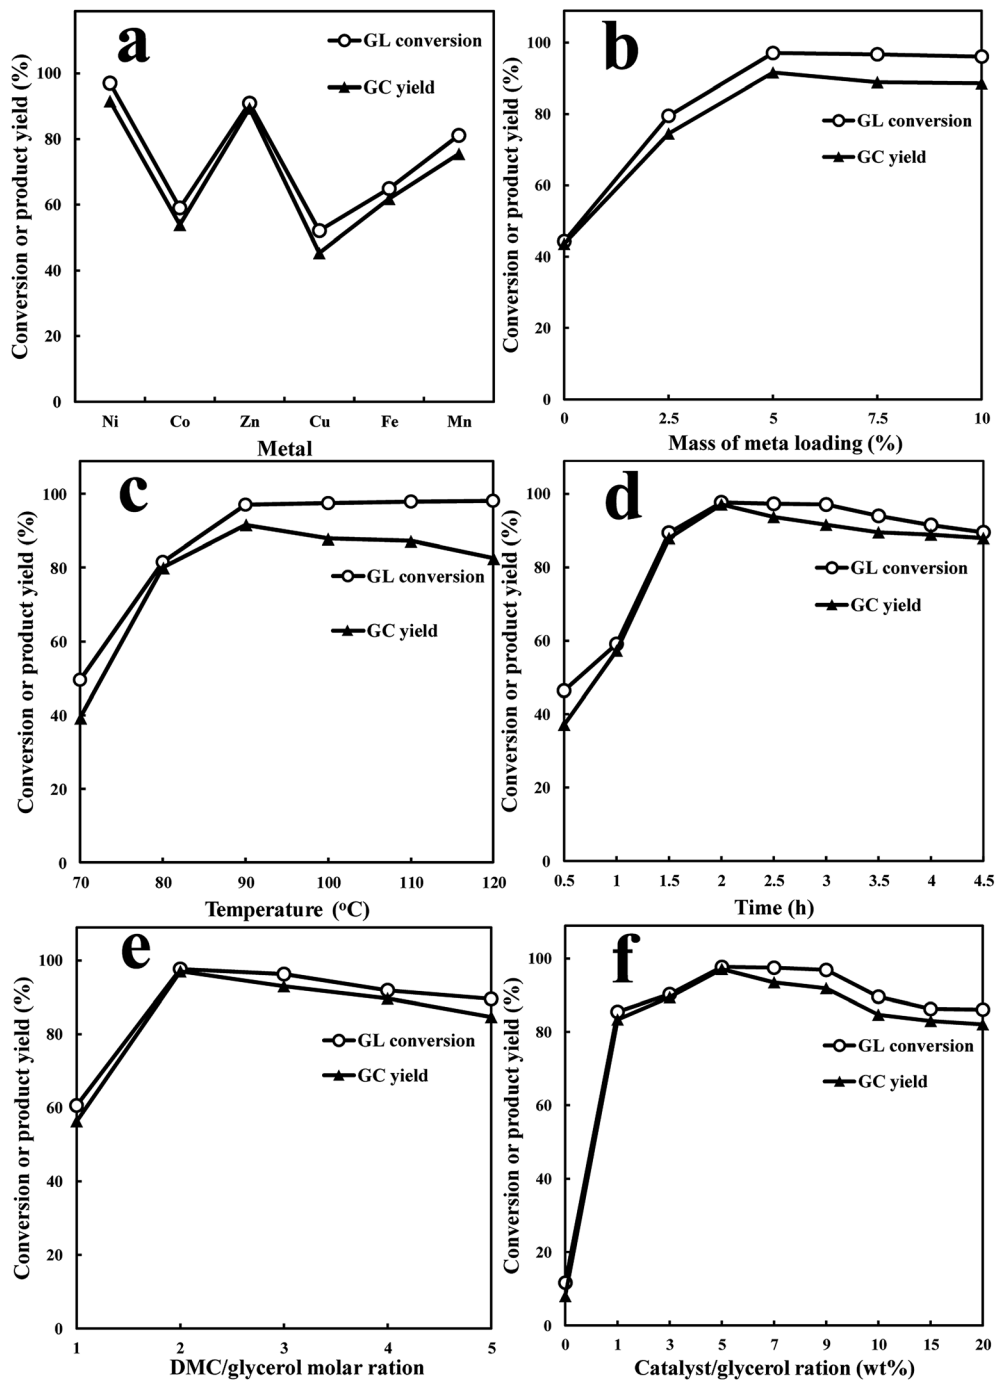 a
GL conversion
GC yield
Conversion or product yield (%)
100
80
60
40
20
0
Ni Co Zn Cu Fe Mn
Metal
b
GL conversion
GC yield
Conversion or product yield (%)
100
80
60
40
20
0
0 2.5 5 7.5 10
Mass of meta loading (%)
c
GL conversion
GC yield
Conversion or product yield (%)
100
80
60
40
20
0
70 80 90 100 110 120
Temperature (°C)
d
GL conversion
GC yield
Conversion or product yield (%)
100
80
60
40
20
0
0.5 1 1.5 2 2.5 3 3.5 4 4.5
Time (h)
e
GL conversion
GC yield
Conversion or product yield (%)
100
80
60
40
20
0
1 2 3 4 5
DMC/glycerol molar ration
f
GL conversion
GC yield
Conversion or product yield (%)
100
80
60
40
20
0
0 1 3 5 7 9 10 15 20
Catalyst/glycerol ration (wt%)